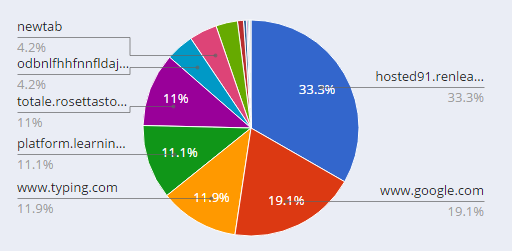 newtab
4.2%
odbnlfhhfnnfldaj...
4.2%
totale.rosettasto...
11%
platform.learnin...
11.1%
www.typing.com
11.9%
hosted91.renlea...
33.3%
www.google.com
19.1%
33.3%
19.1%
11.9%
11.1%
11%